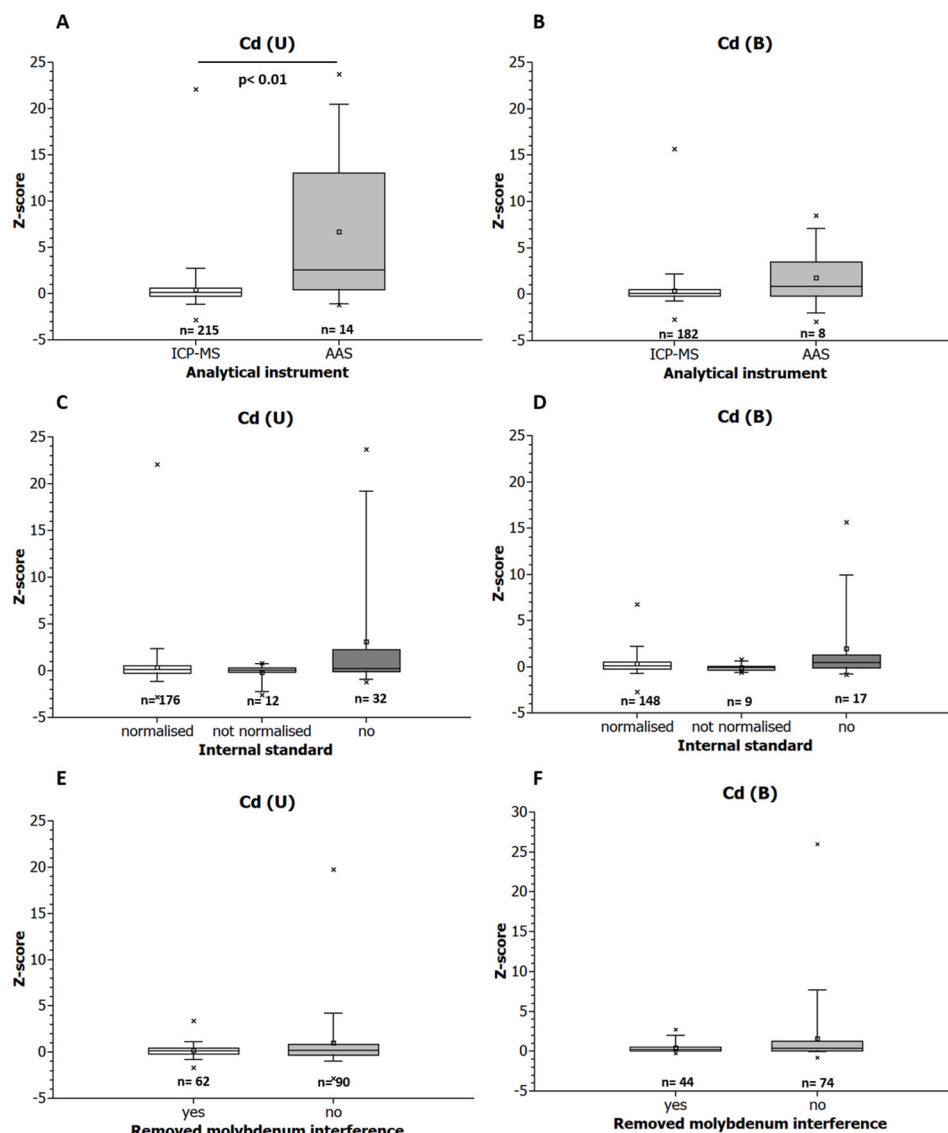 A
Cd (U)
p< 0.01
25
20
15
10
5
0
-5
Z-score
n= 215
n= 14
ICP-MS
AAS
Analytical instrument
B
Cd (B)
25
20
15
10
5
0
-5
Z-score
n= 182
n= 8
ICP-MS
AAS
Analytical instrument
C
Cd (U)
25
20
15
10
5
0
-5
Z-score
n= 176
n= 12
n= 32
normalised
not normalised
no
Internal standard
D
Cd (B)
25
20
15
10
5
0
-5
Z-score
n= 148
n= 9
n= 17
normalised
not normalised
no
Internal standard
E
Cd (U)
25
20
15
10
5
0
-5
Z-score
n= 62
n= 90
yes
no
Removed molybdenum interference
F
Cd (B)
30
25
20
15
10
5
0
-5
Z-score
n= 44
n= 74
yes
no
Removed molybdenum interference